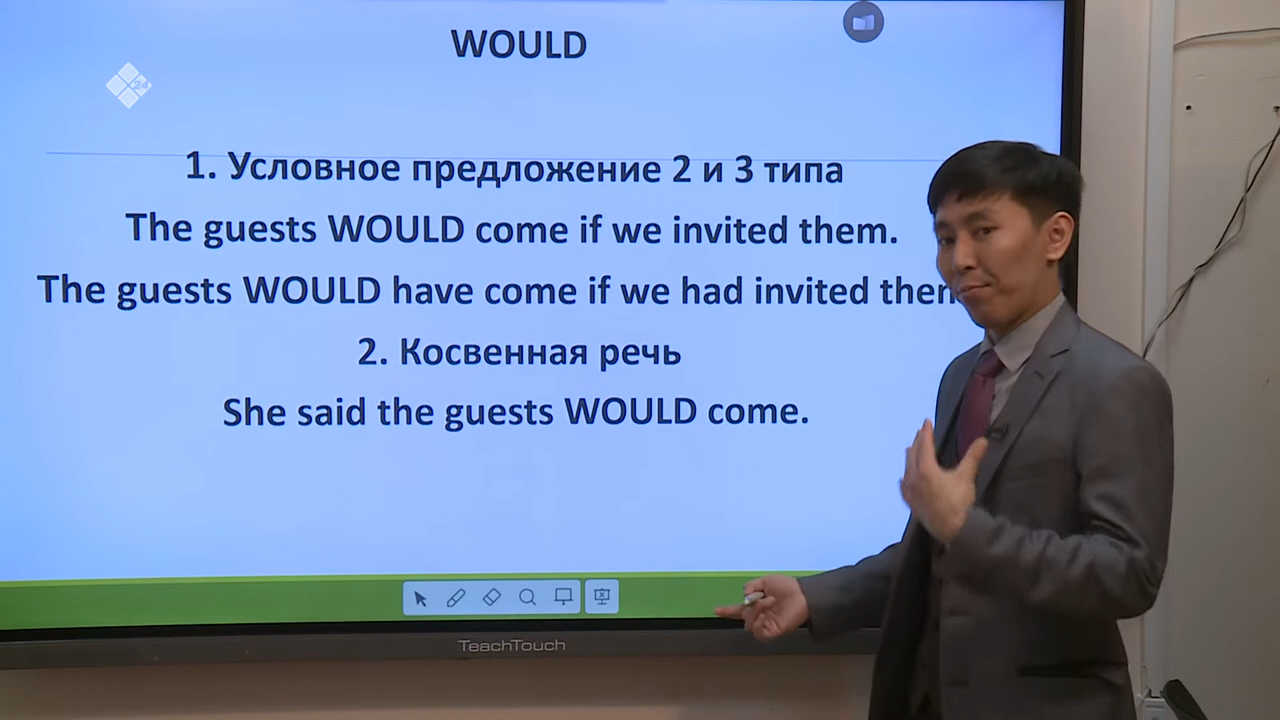 WOULD
24
1. Условное предложение 2 и 3 типа
The guests WOULD come if we invited them.
The guests WOULD have come if we had invited
2. Косвенная речь
She said the guests WOULD come.
TeachTouch